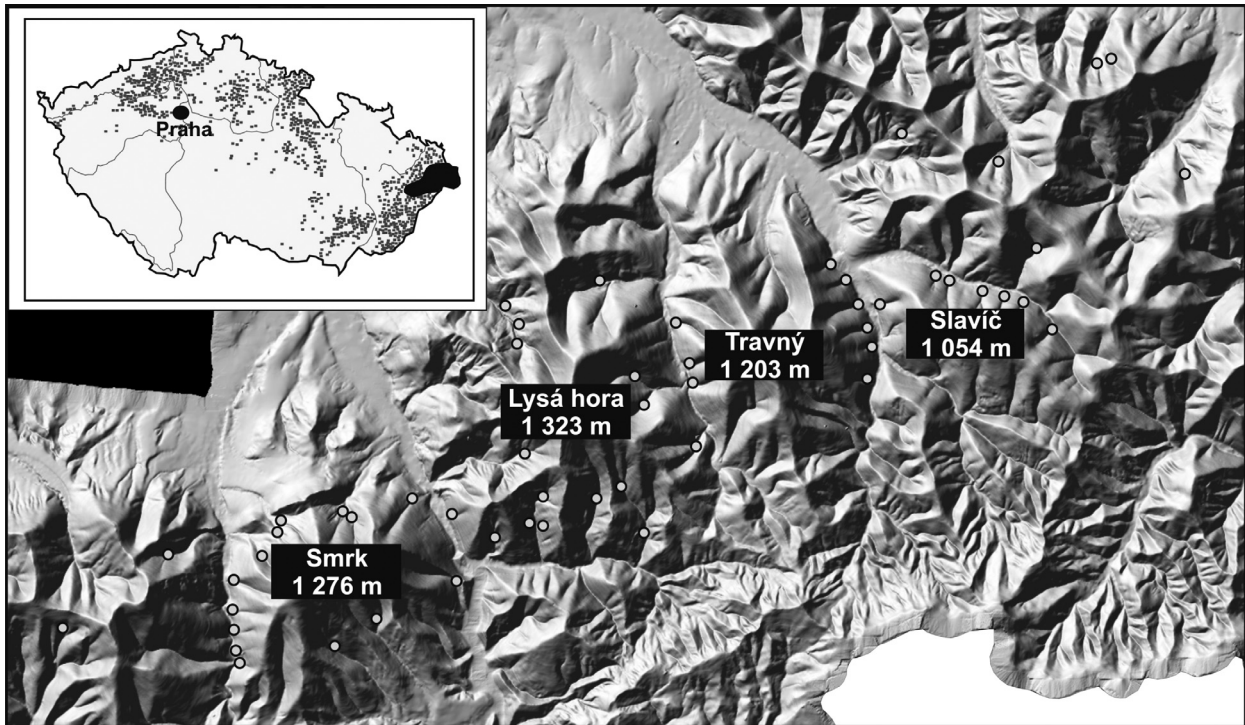 Praha
Slavíč
1 054 m
Travný
1 203 m
Lysá hora
1 323 m
Smrk
1 276 m